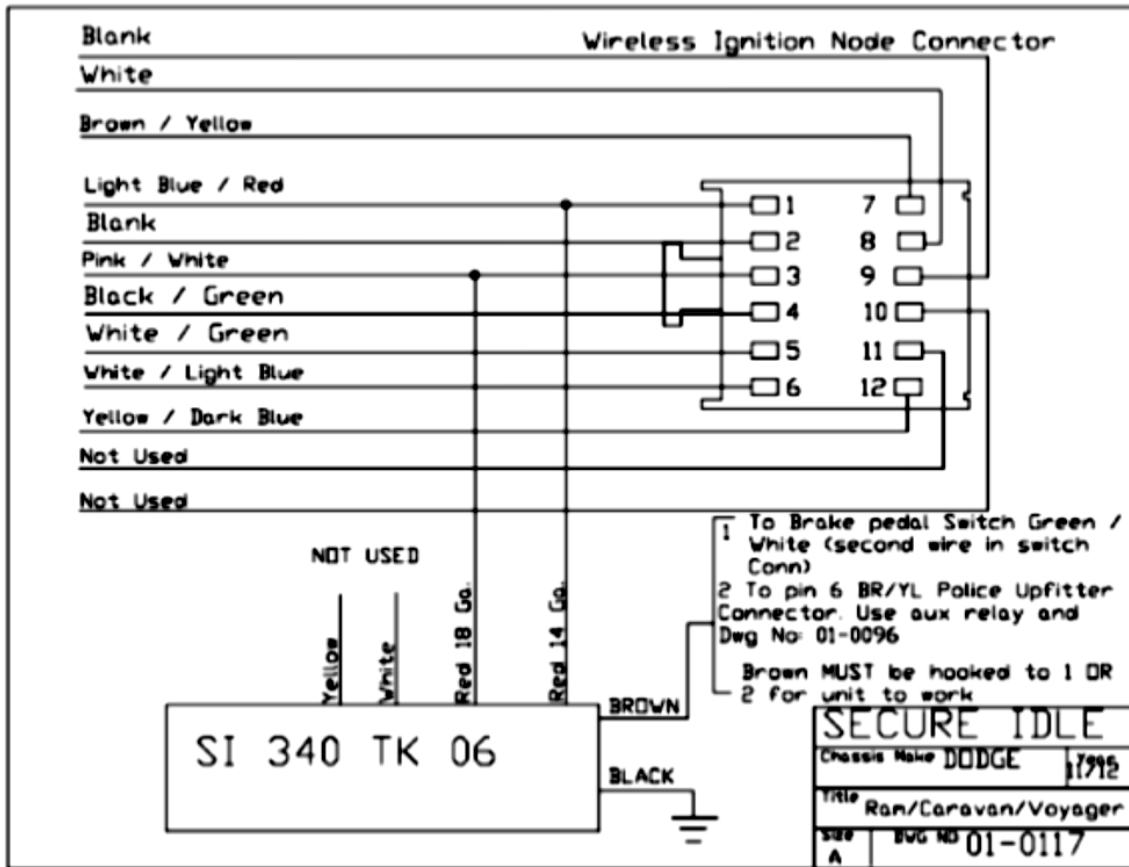 Blank
Wireless Ignition Node Connector
White
Brown / Yellow
Light Blue / Red
Blank
Pink / White
Black / Green
White / Green
White / Light Blue
Yellow / Dark Blue
Not Used
Not Used
1 7
2 8
3 9
4 10
5 11
6 12
NOT USED
Yellow
White
Red 18 Ga.
Red 14 Ga.
1 To Brake pedal Switch Green /
White (second wire in switch
Conn)
2 To pin 6 BR/YL Police Upfitter
Connector. Use aux relay and
Dwg No: 01-0096
Brown MUST be hooked to 1 OR
2 for unit to work
BROWN
BLACK
SI 340 TK 06
SECURE IDLE
Chassis Make DODGE Year
11/12
Title Ram/Caravan/Voyager
Size A DWG NO 01-0117